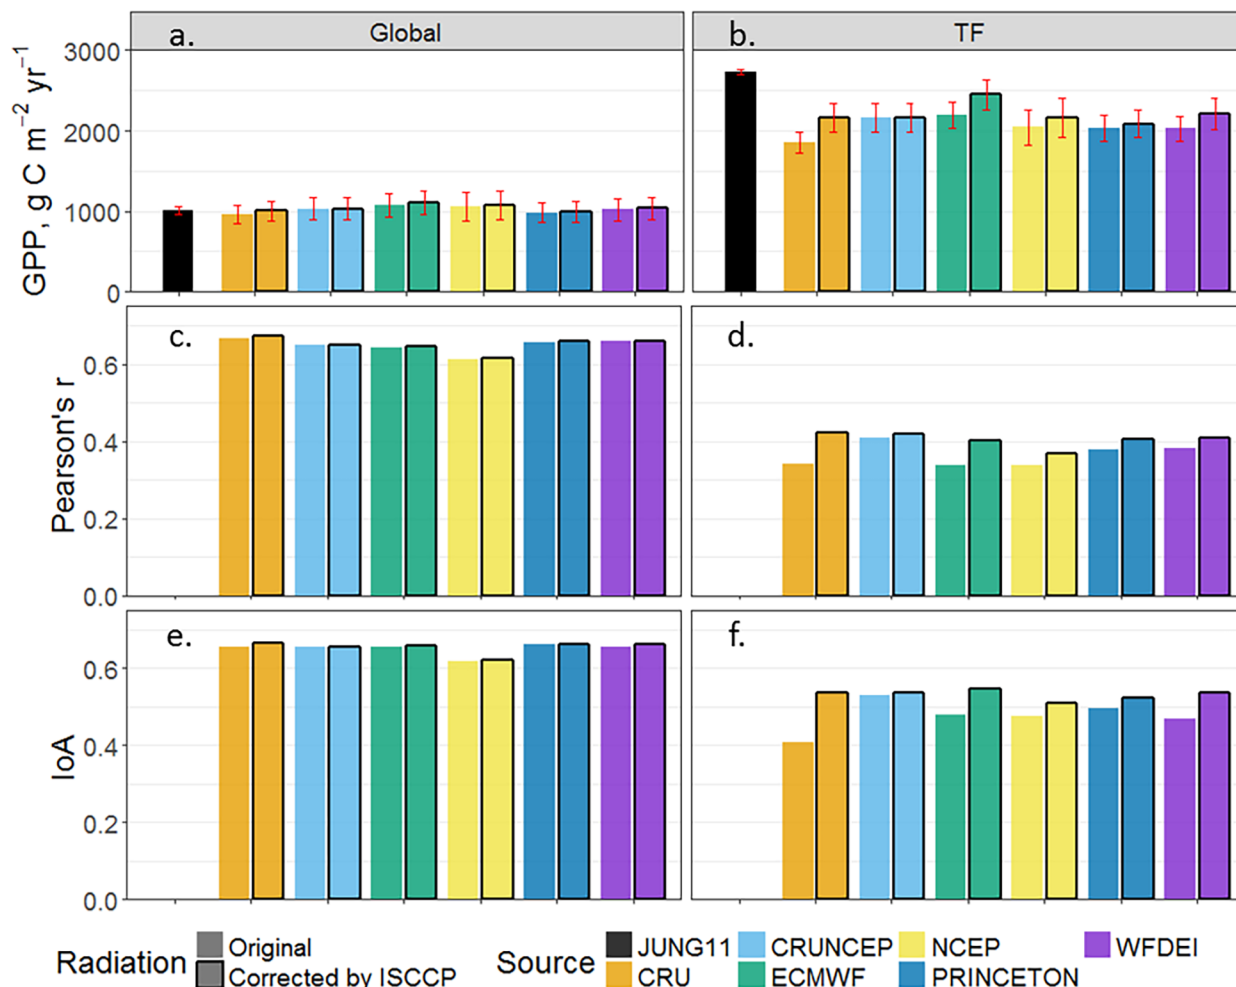 a. Global
b. TF
GPP, g C m−2 yr−1
3000
2000
1000
0
c.
d.
Pearson's r
0.6
0.4
0.2
0.0
e.
f.
IoA
0.6
0.4
0.2
0.0
Radiation
Original
Corrected by ISCCP
Source
JUNG11
CRU
CRUNCEP
ECMWF
NCEP
PRINCETON
WFDEI